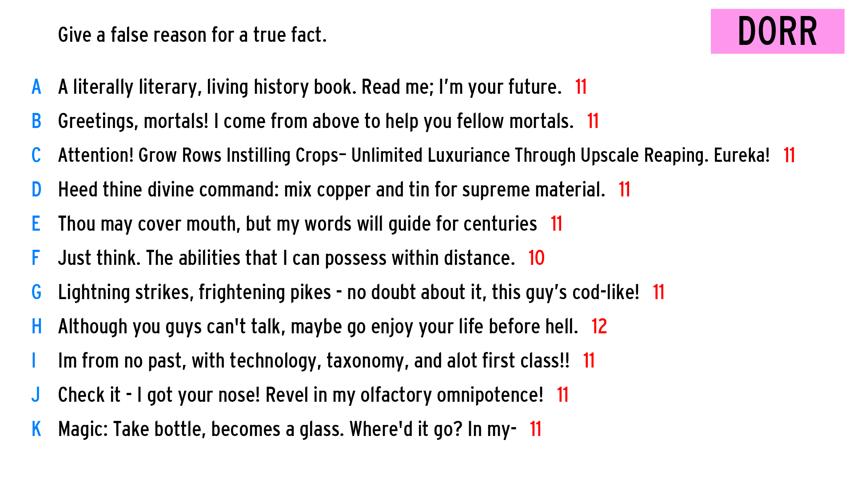 Give a false reason for a true fact.
DORR
A A literally literary, living history book. Read me; I'm your future. 11
B Greetings, mortals! I come from above to help you fellow mortals. 11
C Attention! Grow Rows Instilling Crops– Unlimited Luxuriance Through Upscale Reaping. Eureka! 11
D Heed thine divine command: mix copper and tin for supreme material. 11
E Thou may cover mouth, but my words will guide for centuries 11
F Just think. The abilities that I can possess within distance. 10
G Lightning strikes, frightening pikes - no doubt about it, this guy's cod-like! 11
H Although you guys can't talk, maybe go enjoy your life before hell. 12
I Im from no past, with technology, taxonomy, and alot first class!! 11
J Check it - I got your nose! Revel in my olfactory omnipotence! 11
K Magic: Take bottle, becomes a glass. Where'd it go? In my- 11